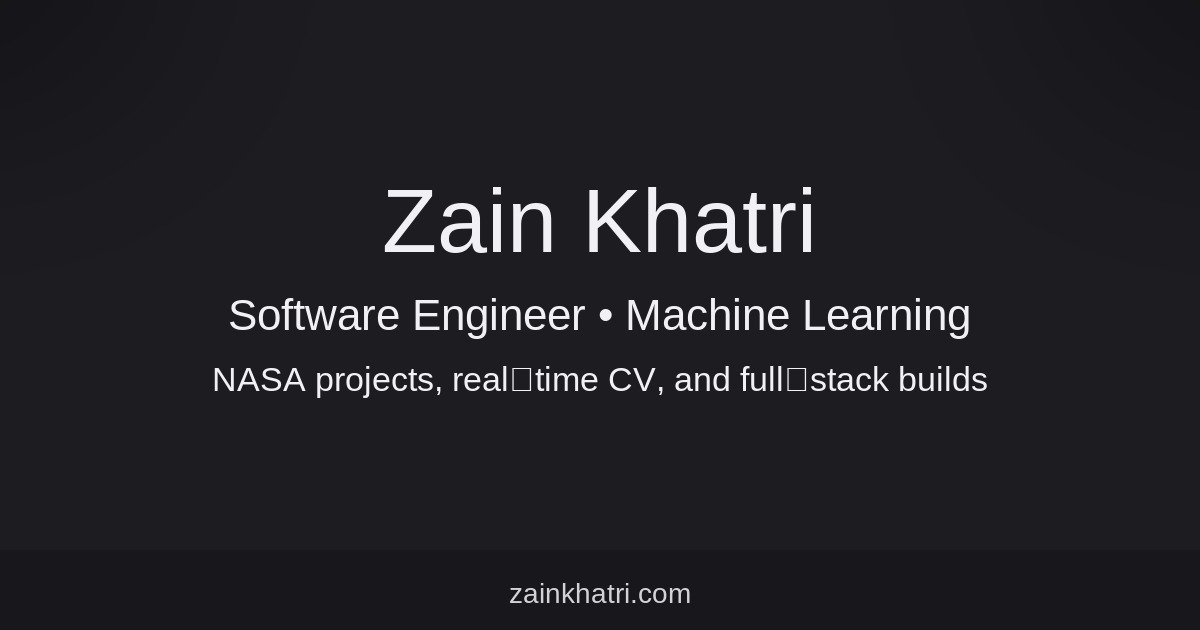 Zain Khatri
Software Engineer • Machine Learning
NASA projects, real□time CV, and full□stack builds
zainkhatri.com